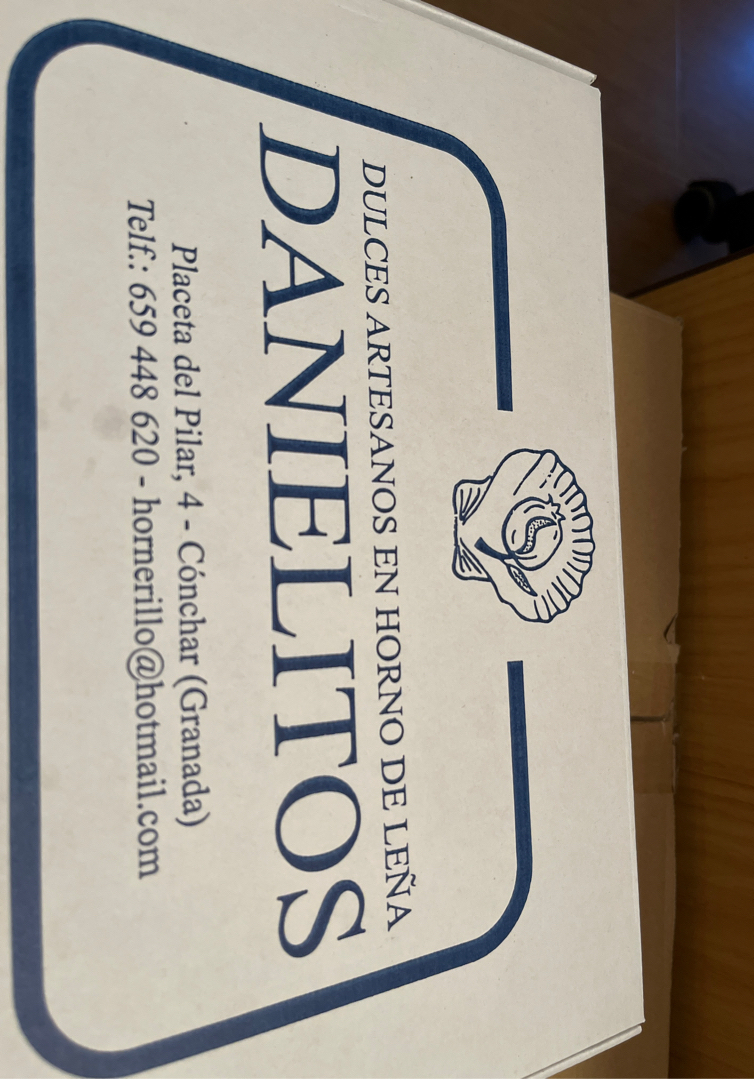 DULCES ARTESANOS EN HORNO DE LEÑA
DANIELITOS
Placeta del Pilar, 4 - Cónchar (Granada)
Telf.: 659 448 620 - hornerillo@hotmail.com